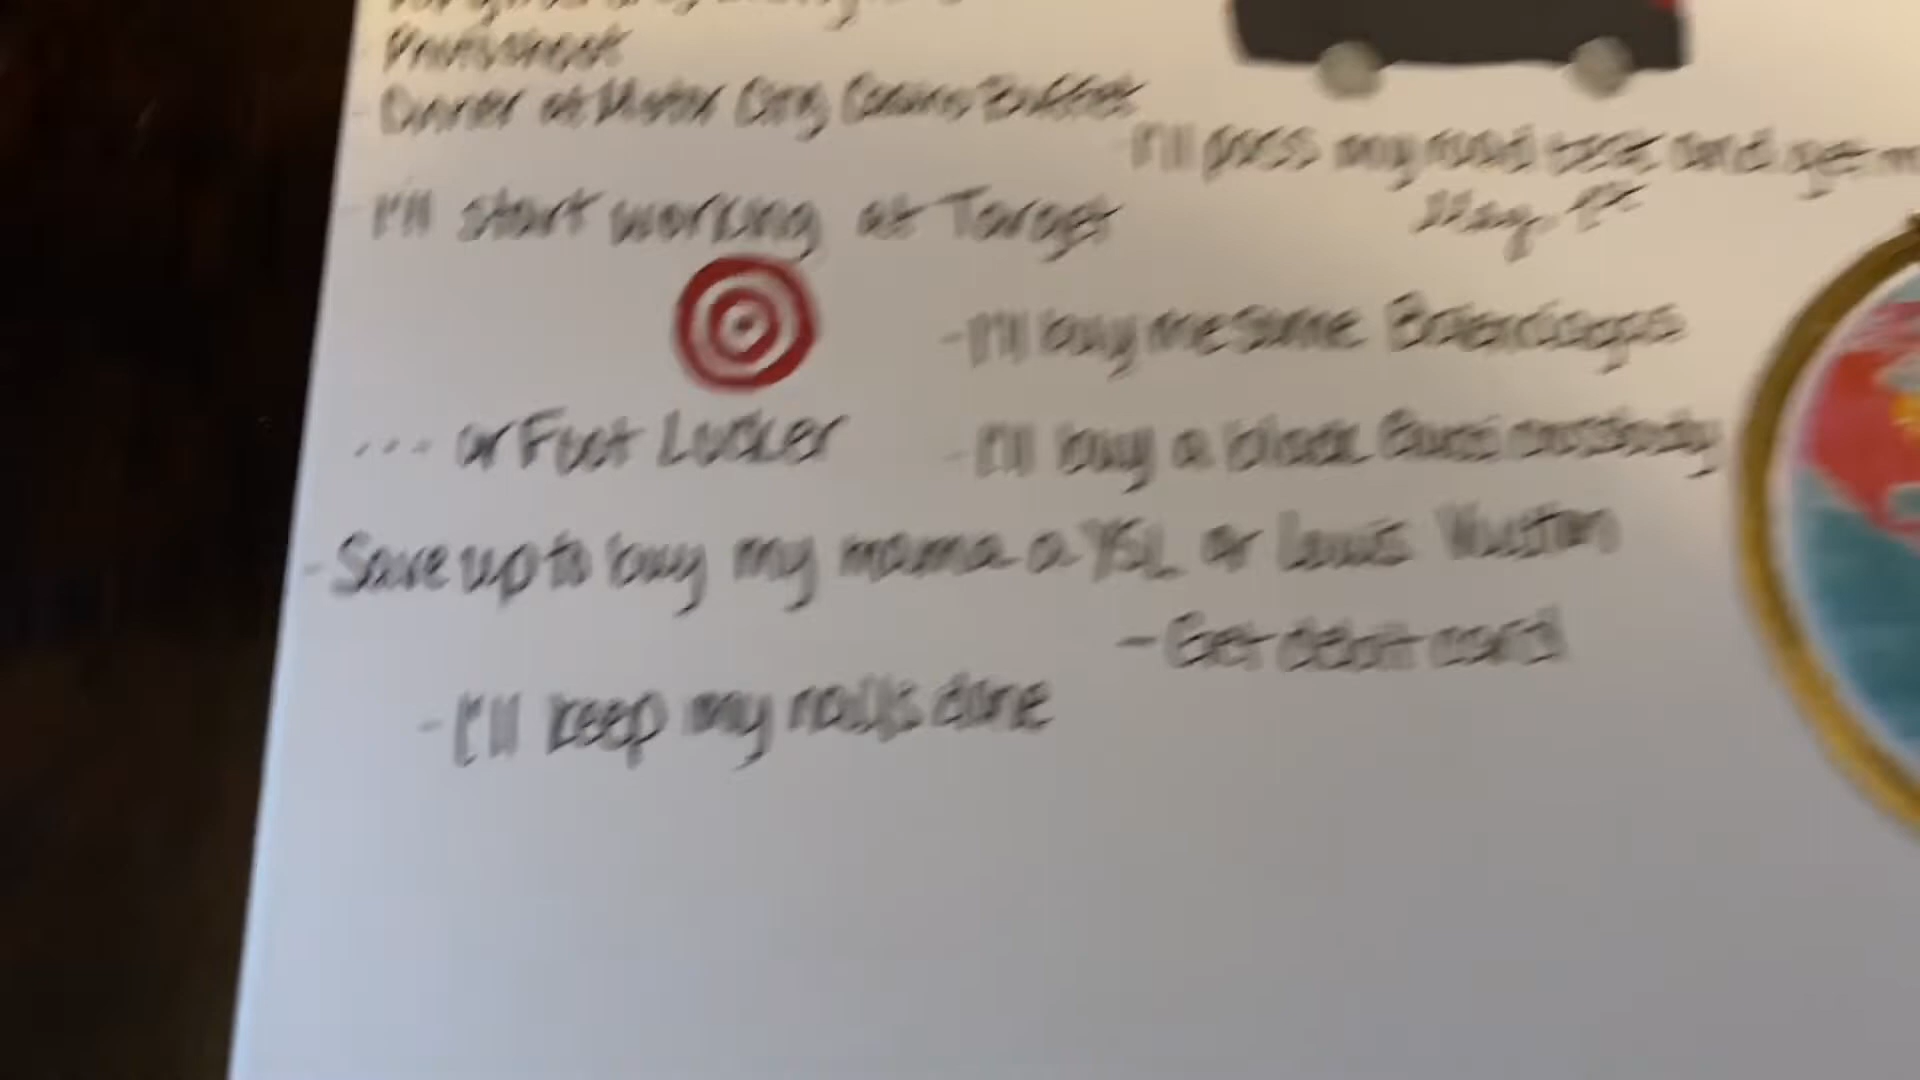 Photoshoot
Dinner at Motor City Casino Buffet
I'll pass my road test and get m
May
I'll start working at Target
- I'll buy me some Balenciagas
... or Foot Locker
- I'll buy a black Gucci crossbody
- Save up to buy my mama a YSL or Louis Vuitton
- Get debit card
- I'll keep my nails done